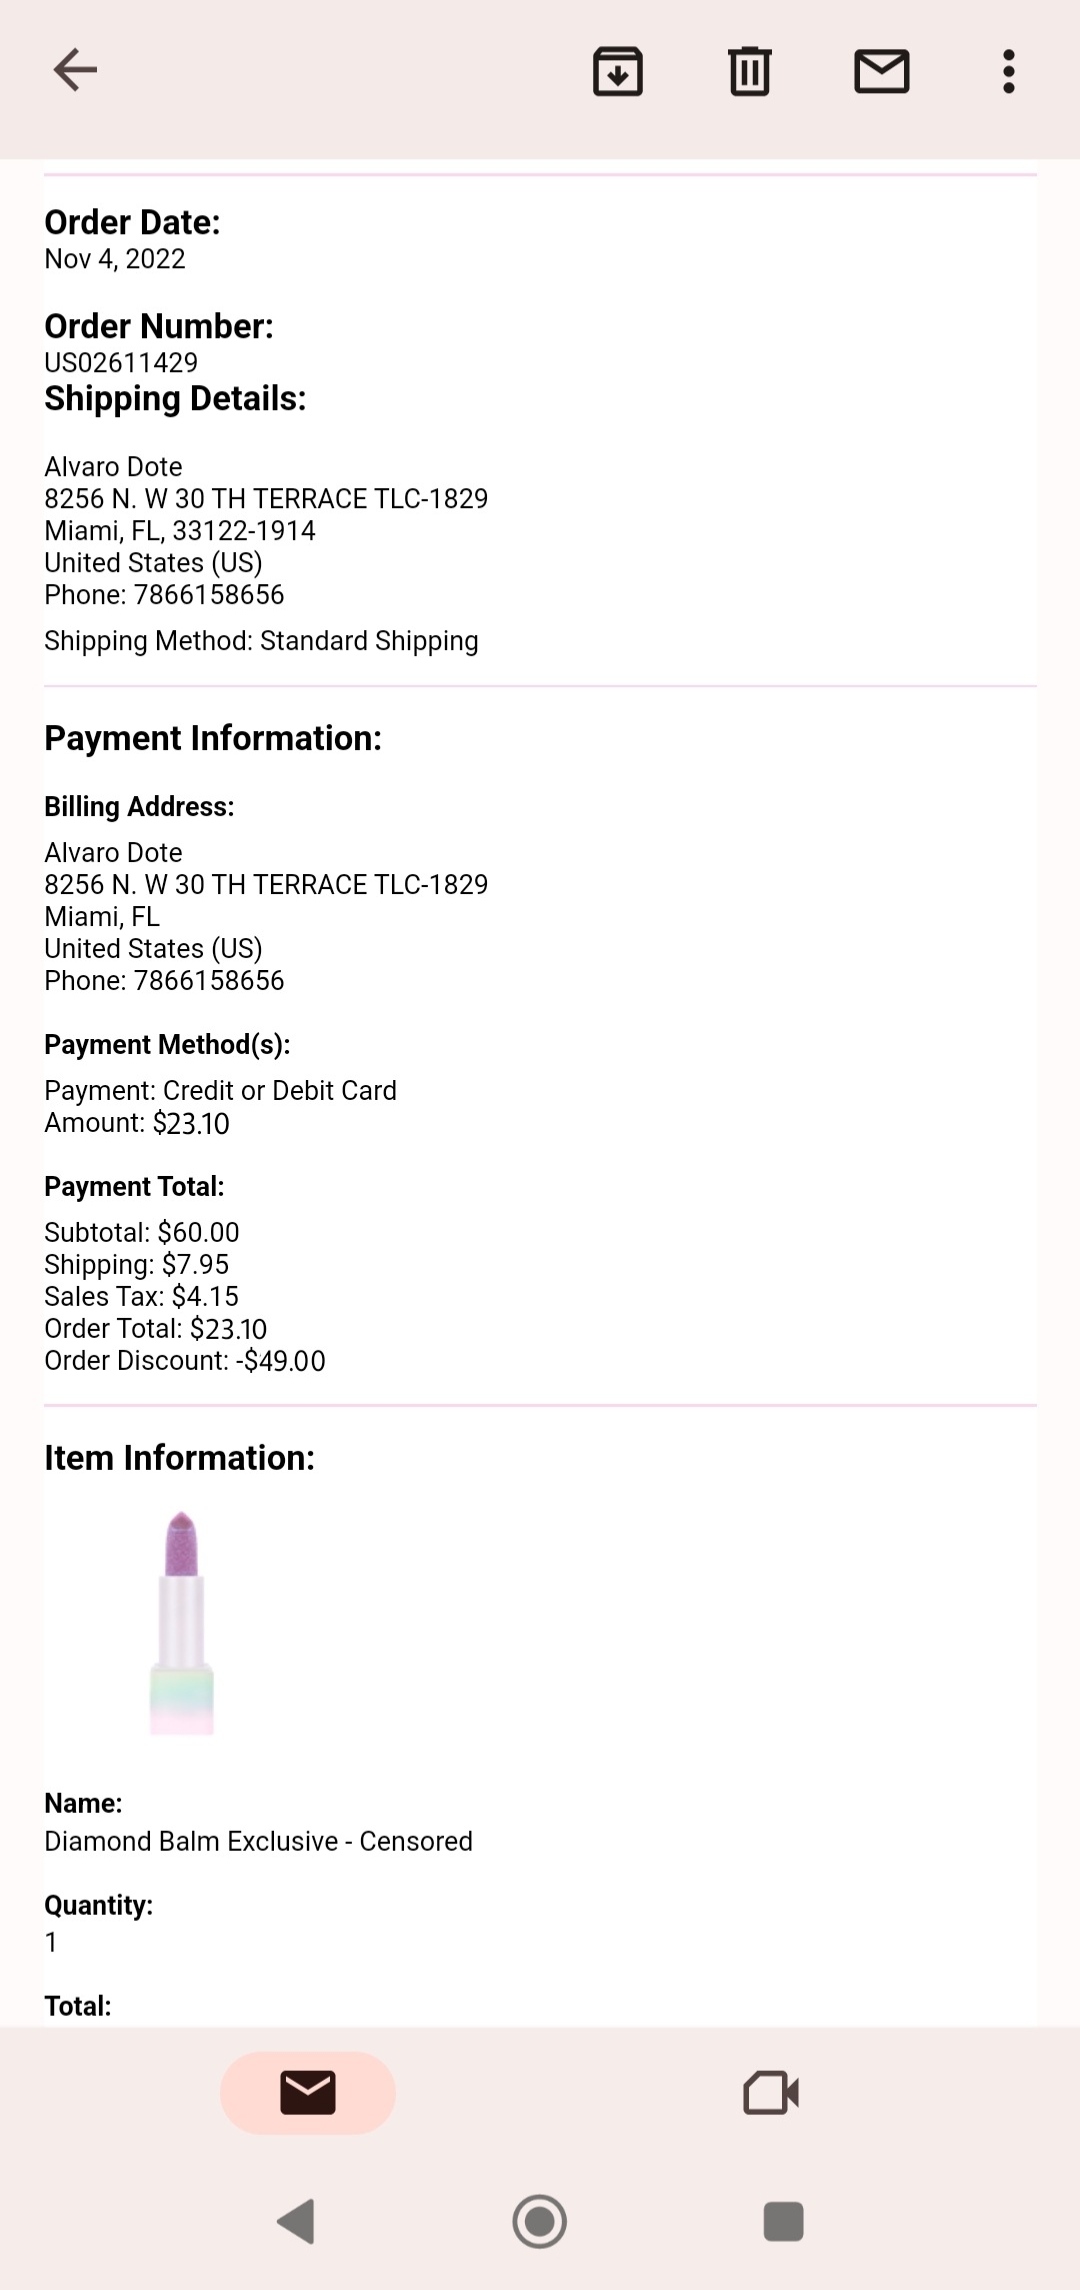 Order Date:
Nov 4, 2022
Order Number:
US02611429
Shipping Details:
Alvaro Dote
8256 N. W 30 TH TERRACE TLC-1829
Miami, FL, 33122-1914
United States (US)
Phone: 7866158656
Shipping Method: Standard Shipping
Payment Information:
Billing Address:
Alvaro Dote
8256 N. W 30 TH TERRACE TLC-1829
Miami, FL
United States (US)
Phone: 7866158656
Payment Method(s):
Payment: Credit or Debit Card
Amount: $23.10
Payment Total:
Subtotal: $60.00
Shipping: $7.95
Sales Tax: $4.15
Order Total: $23.10
Order Discount: -$49.00
Item Information:
Name:
Diamond Balm Exclusive - Censored
Quantity:
1
Total: